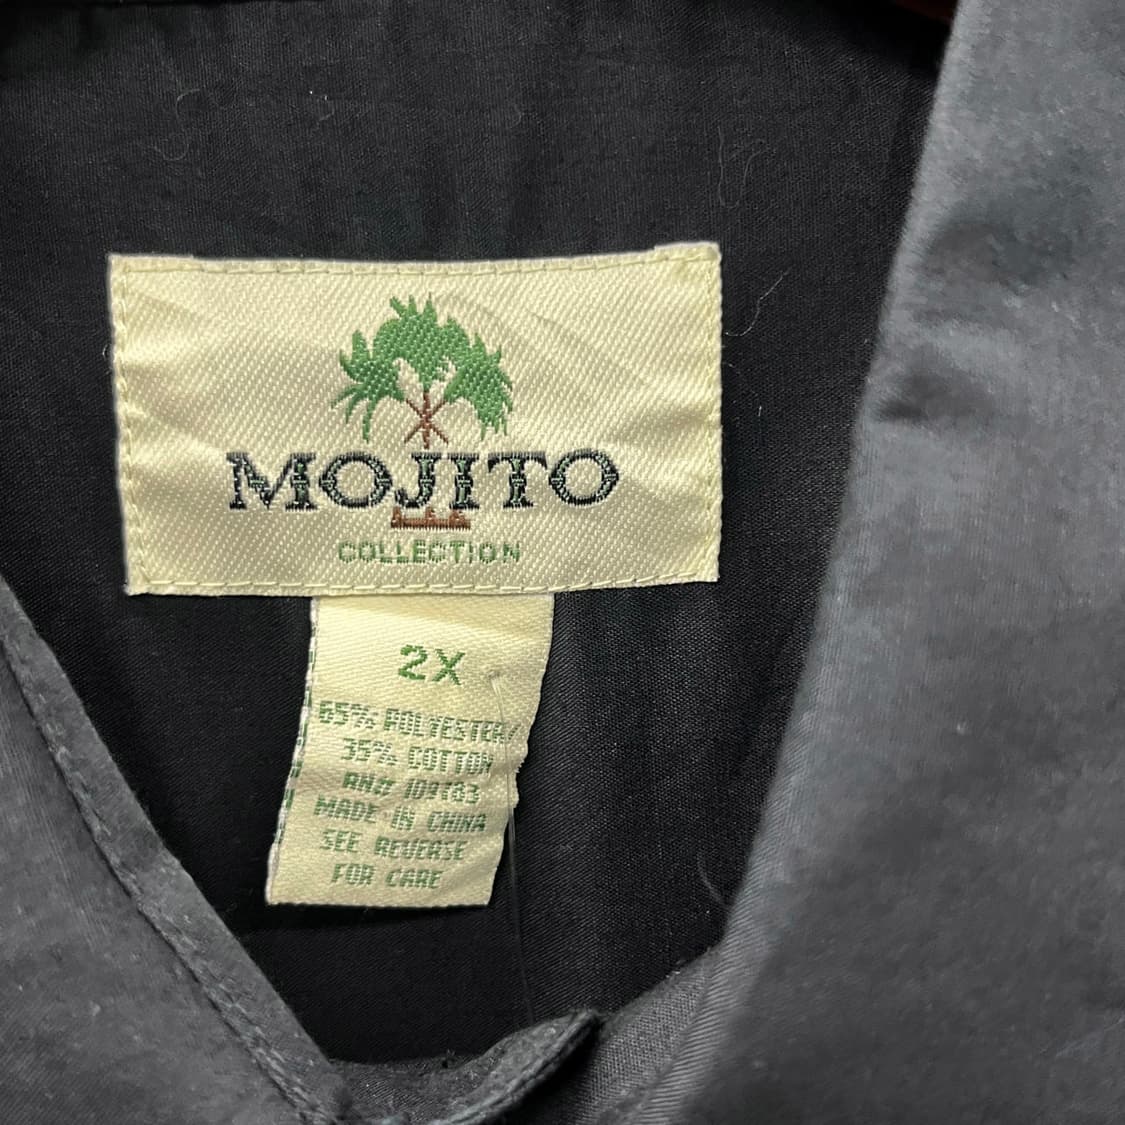 MOJITO
COLLECTION
2X
65% POLYESTER/
35% COTTON
RN# 109783
MADE IN CHINA
SEE REVERSE
FOR CARE